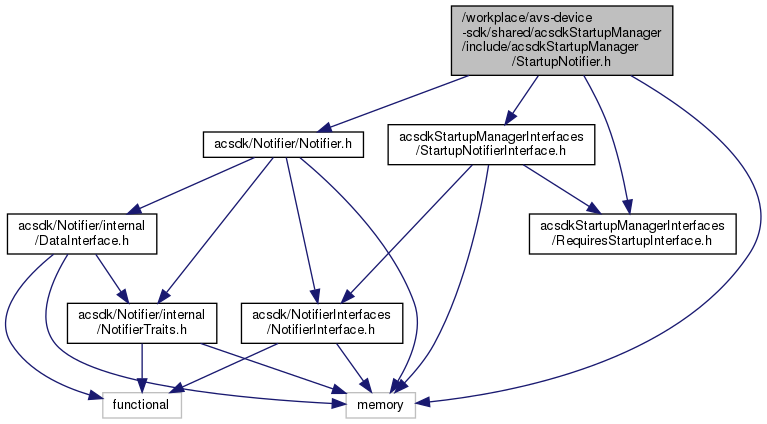 /workplace/avs-device
-sdk/shared/acsdkStartupManager
/include/acsdkStartupManager
/StartupNotifier.h
acsdk/Notifier/Notifier.h
acsdkStartupManagerInterfaces
/StartupNotifierInterface.h
acsdk/Notifier/internal
/DataInterface.h
acsdkStartupManagerInterfaces
/RequiresStartupInterface.h
acsdk/Notifier/internal
/NotifierTraits.h
acsdk/NotifierInterfaces
/NotifierInterface.h
functional
memory